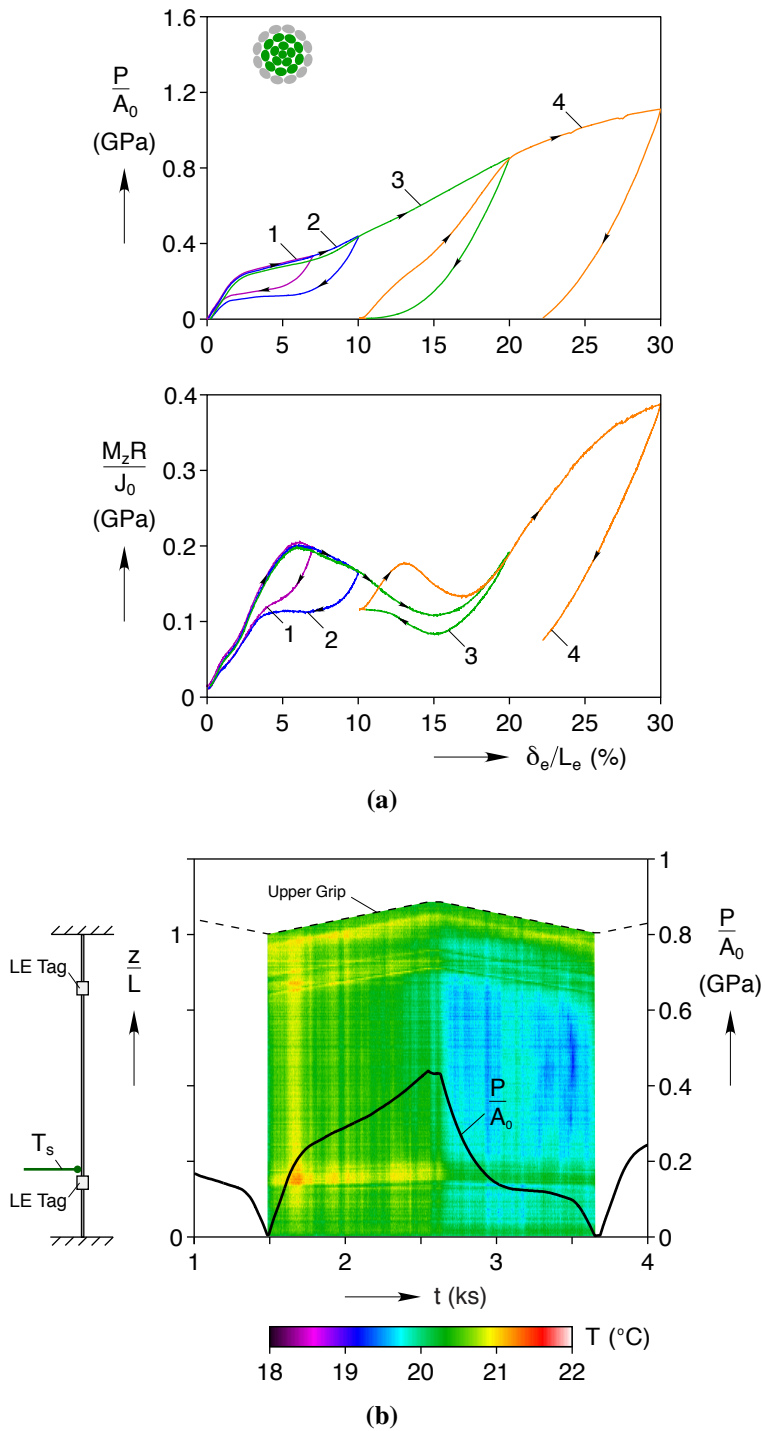 1.6
1.2
0.8
0.4
0
P
A0
(GPa)
1
2
3
4
0
5
10
15
20
25
30
0.4
0.3
0.2
0.1
0
MzR
J0
(GPa)
1
2
3
4
0
5
10
15
20
25
30
δe/Le (%)
(a)
Upper Grip
1
0
z
L
LE Tag
Ts
LE Tag
P
A0
1
0.8
0.6
0.4
0.2
0
P
A0
(GPa)
1
2
3
4
t (ks)
T (°C)
18
19
20
21
22
(b)